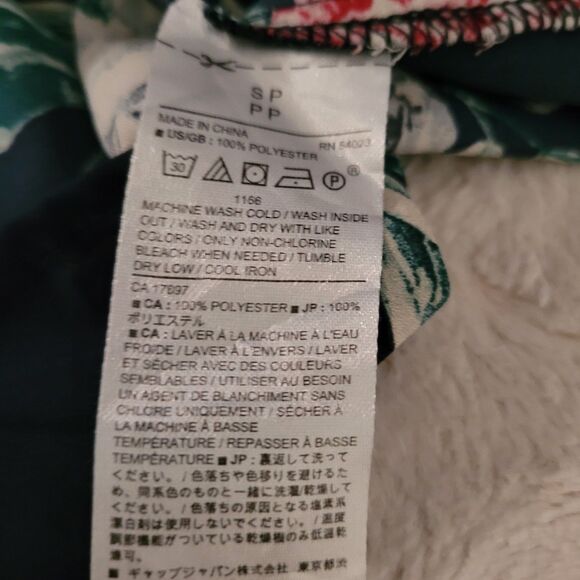 SP
PP
MADE IN CHINA
RN 54023
■ US/GB : 100% POLYESTER
30
P®
1166
MACHINE WASH COLD / WASH INSIDE
OUT / WASH AND DRY WITH LIKE
COLORS / ONLY NON-CHLORINE
BLEACH WHEN NEEDED / TUMBLE
DRY LOW / COOL IRON
CA 17897
■ CA : 100% POLYESTER ■ JP : 100%
ポリエステル
■ CA : LAVER À LA MACHINE À L'EAU
FROIDE / LAVER À L'ENVERS / LAVER
ET SÉCHER AVEC DES COULEURS
SEMBLABLES / UTILISER AU BESOIN
UN AGENT DE BLANCHIMENT SANS
CHLORE UNIQUEMENT / SÉCHER À
LA MACHINE À BASSE
TEMPÉRATURE / REPASSER À BASSE
TEMPÉRATURE ■ JP : 裏返して洗って
ください。/ 色落ちや色移りを避けるた
め、同系色のものと一緒に洗濯/乾燥して
ください。/ 色落ちの原因となる塩素系
漂白剤は使用しないでください。/ 温度
調節機能がついている乾燥機のみ低温乾
燥可。
■ ギャップジャパン株式会社 東京都渋